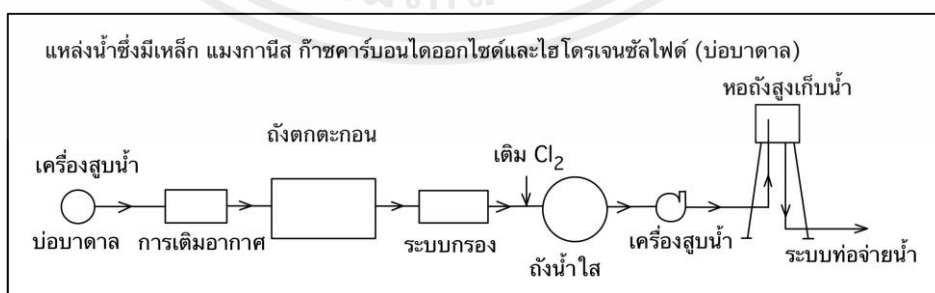 แหล่งน้ำซึ่งมีเหล็ก แมงกานีส ก๊าซคาร์บอนไดออกไซด์และไฮโดรเจนซัลไฟด์ (บ่อบาดาล)
หอถังสูงเก็บน้ำ
ถังตกตะกอน
เติม Cl₂
เครื่องสูบน้ำ
บ่อบาดาล
การเติมอากาศ
ระบบกรอง
ถังน้ำใส
เครื่องสูบน้ำ
ระบบท่อจ่ายน้ำ